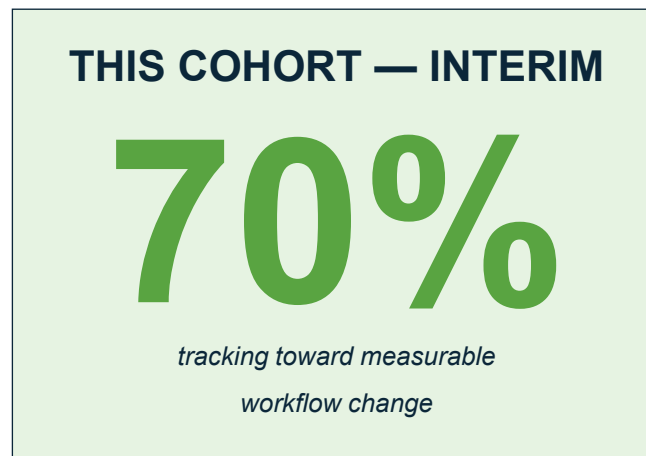 THIS COHORT — INTERIM
70%
tracking toward measurable
workflow change